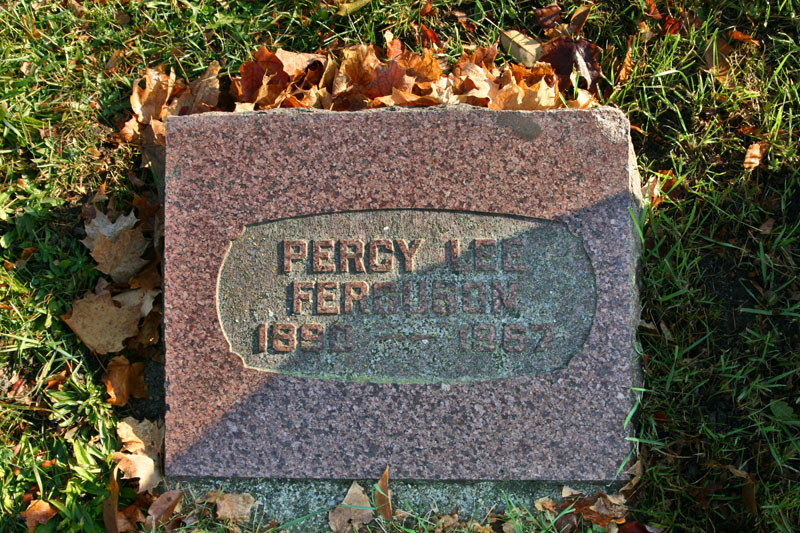 PERCY LEE
FERGUSON
1890 — 1967